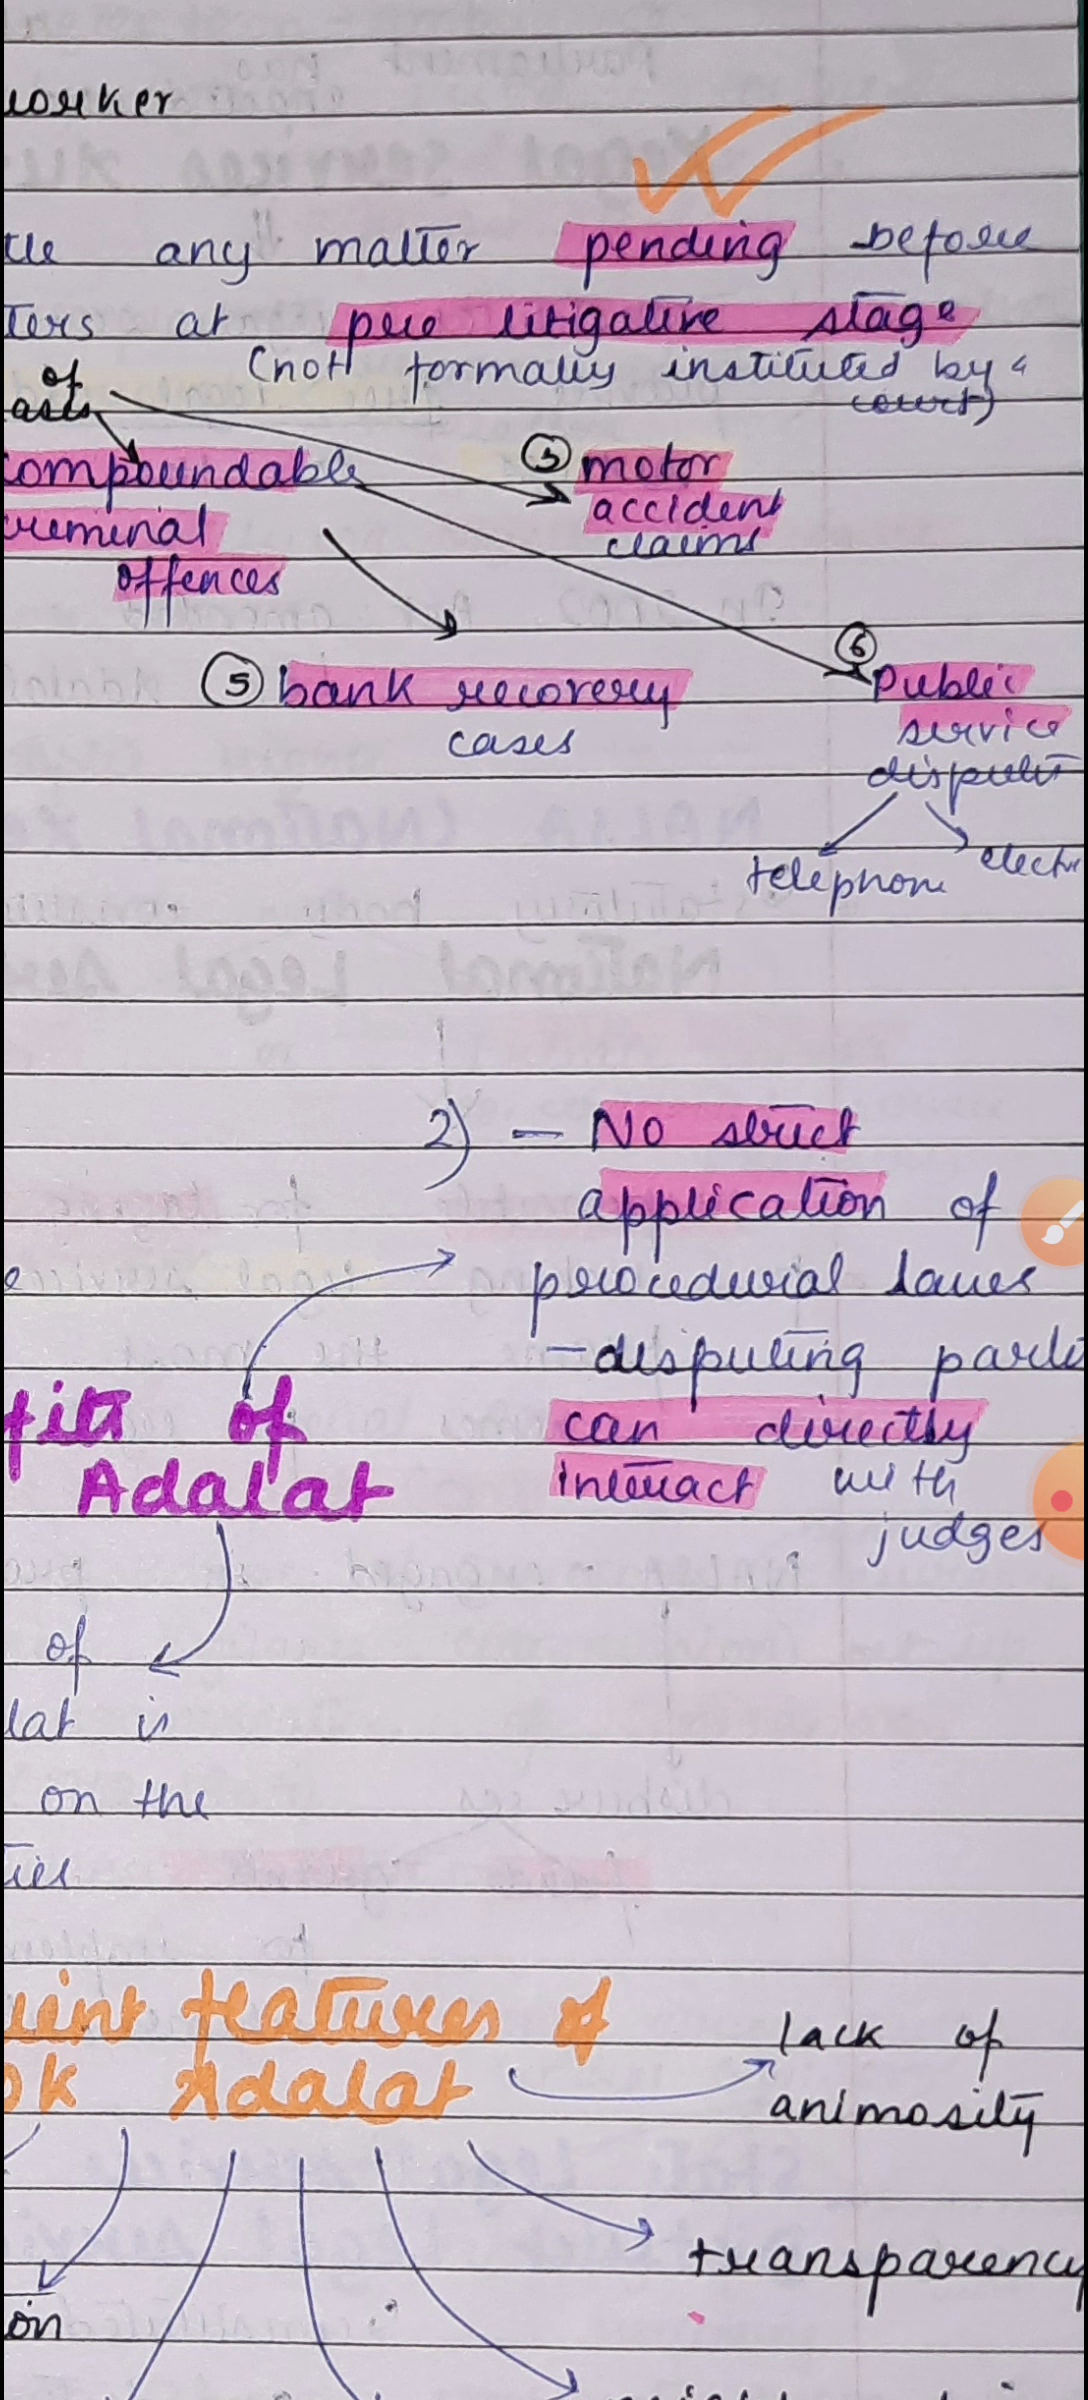 worker
any matter pending before
ters at pre litigative stage
(not formally instituted by a
court)
of
ases
compoundable
criminal
offences
③ motor
accident
claims
⑤ bank recovery
cases
⑥
Public
service
disputes
telephone electri
2) - No strict
application of
procedural laws
- disputing parti
can directly
interact with
judges
fits of
Adalat
of
lat is
on the
ties
ient features of
ok Adalat
lack of
animosity
transparency
on